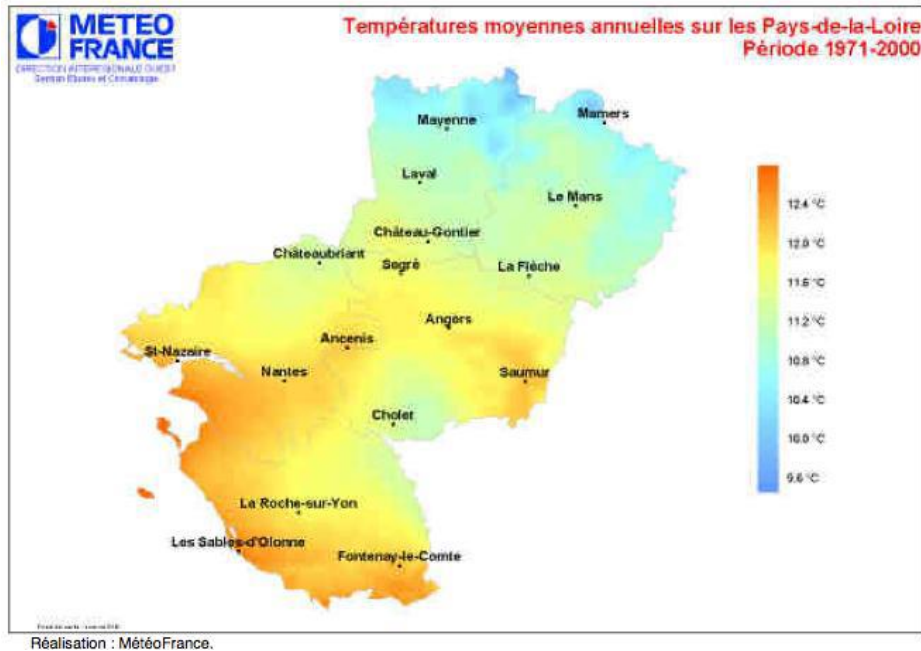 METEO
FRANCE
DIRECTION INTERREGIONALE OUEST
Températures moyennes annuelles sur les Pays-de-la-Loire
Période 1971-2000
Mayenne
Mamers
Laval
Le Mans
Château-Gontier
Châteaubriant
Segré
La Flèche
Angers
Ancenis
St-Nazaire
Nantes
Saumur
Cholet
La Roche-sur-Yon
Les Sables-d'Olonne
Fontenay-le-Comte
12.4 °C
12.0 °C
11.6 °C
11.2 °C
10.8 °C
10.4 °C
10.0 °C
9.6 °C
Réalisation : MétéoFrance.